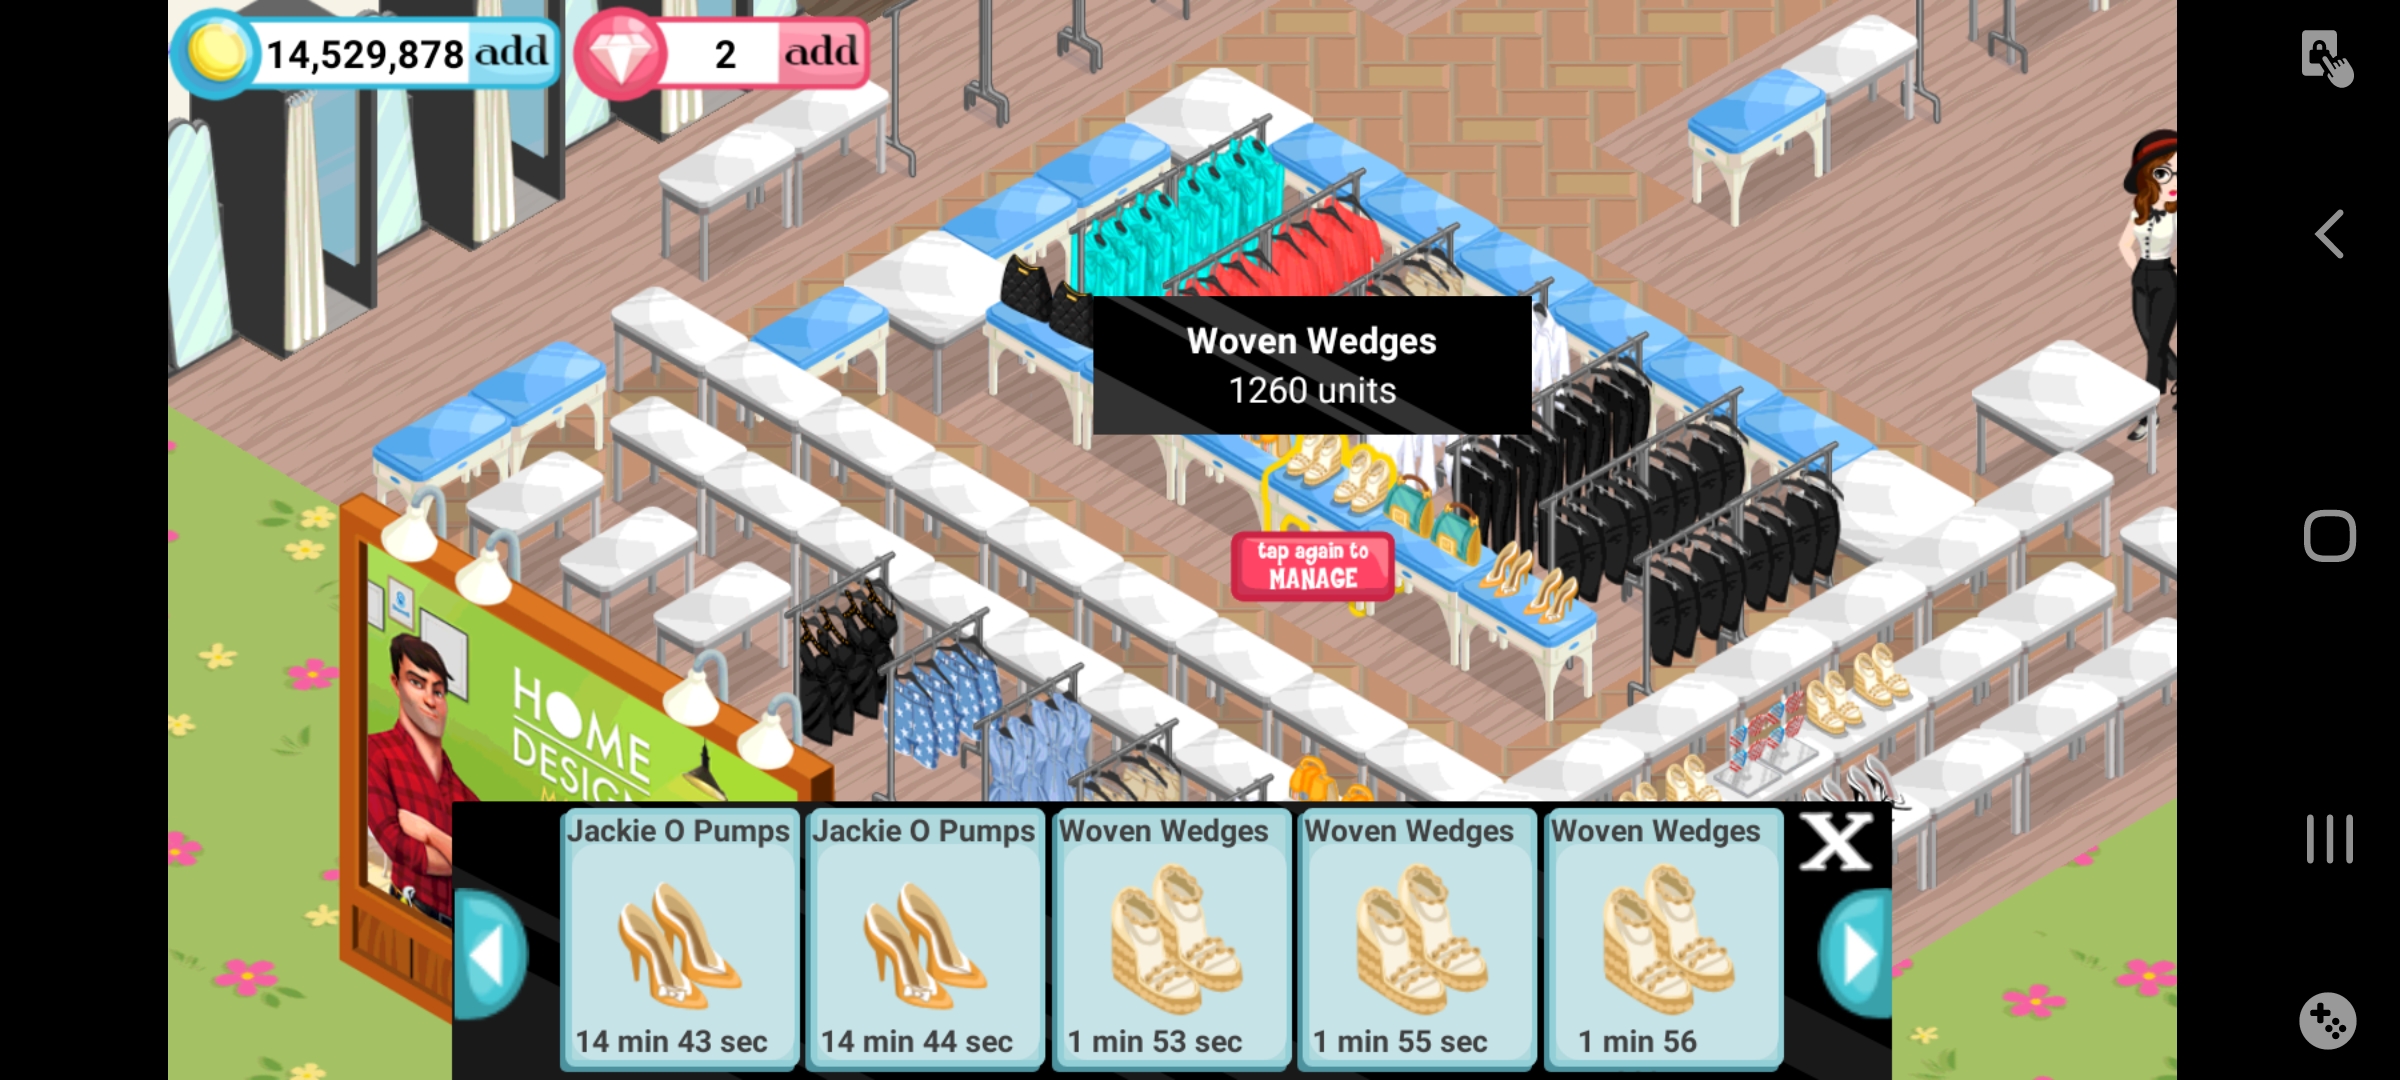 14,529,878 add
2 add
Woven Wedges
1260 units
tap again to
MANAGE
HOME
DESIGN
Jackie O Pumps
14 min 43 sec
Jackie O Pumps
14 min 44 sec
Woven Wedges
1 min 53 sec
Woven Wedges
1 min 55 sec
Woven Wedges
1 min 56
X